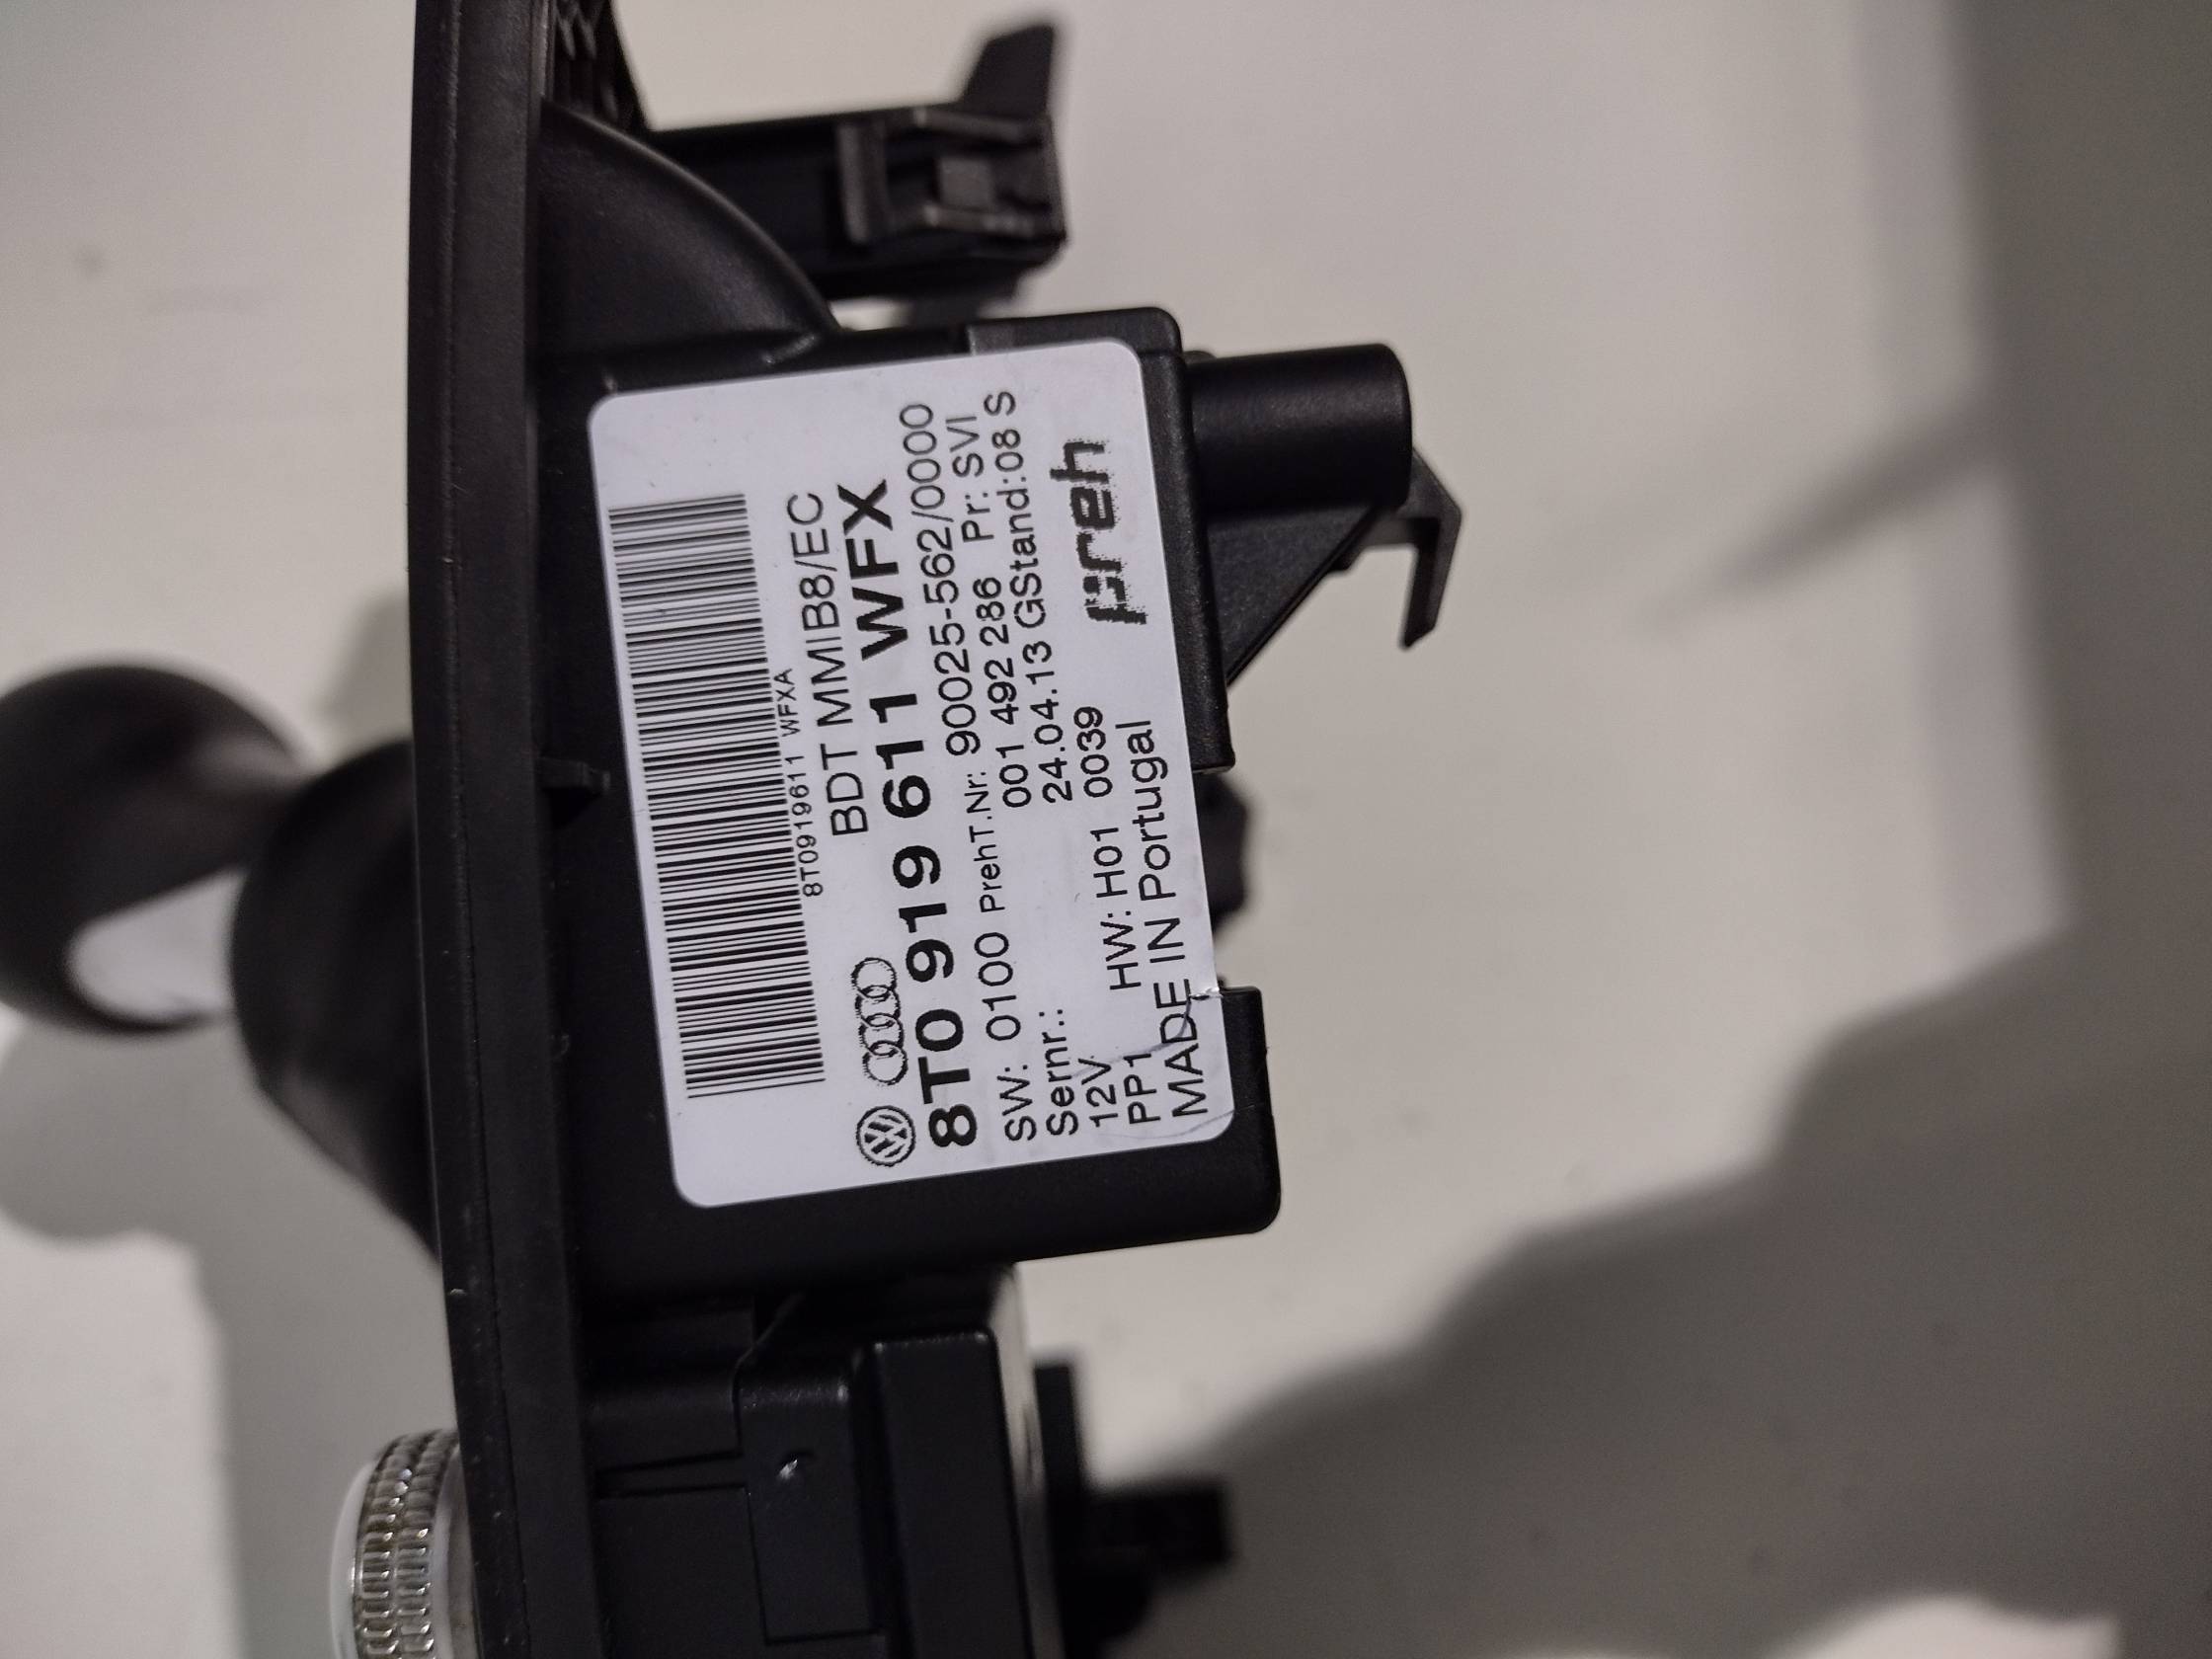 8T0919611 WFXA
BDT MMIB8/EC
8T0 919 611 WFX
SW: 0100 PrehT.Nr: 90025-562/0000
Sernr.: 001 492 286 Pr: SVI
12V 24.04.13 GStand:08 S
PP1 HW: H01 0039
MADE IN Portugal
preh